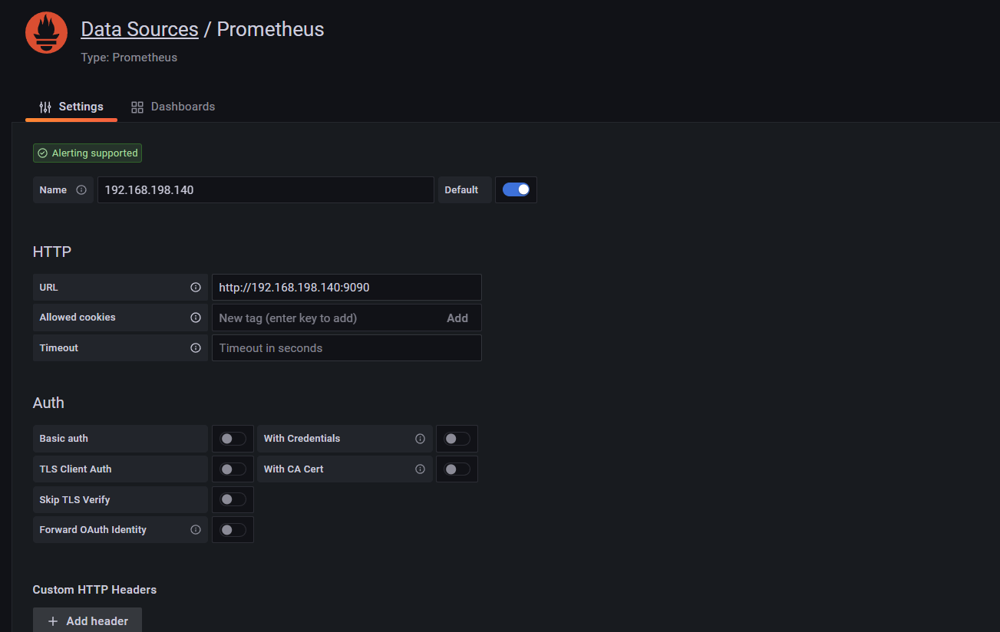 Data Sources / Prometheus
Type: Prometheus
Settings Dashboards
Alerting supported
Name 192.168.198.140 Default
HTTP
URL http://192.168.198.140:9090
Allowed cookies New tag (enter key to add) Add
Timeout Timeout in seconds
Auth
Basic auth With Credentials
TLS Client Auth With CA Cert
Skip TLS Verify
Forward OAuth Identity
Custom HTTP Headers
+ Add header